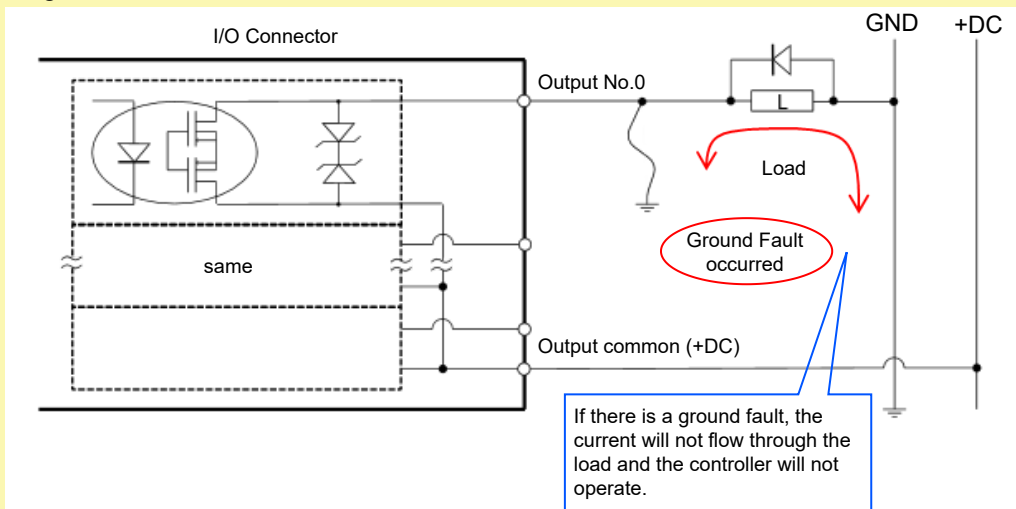 GND
+DC
I/O Connector
Output No.0
L
Load
Ground Fault
occurred
same
Output common (+DC)
If there is a ground fault, the
current will not flow through the
load and the controller will not
operate.